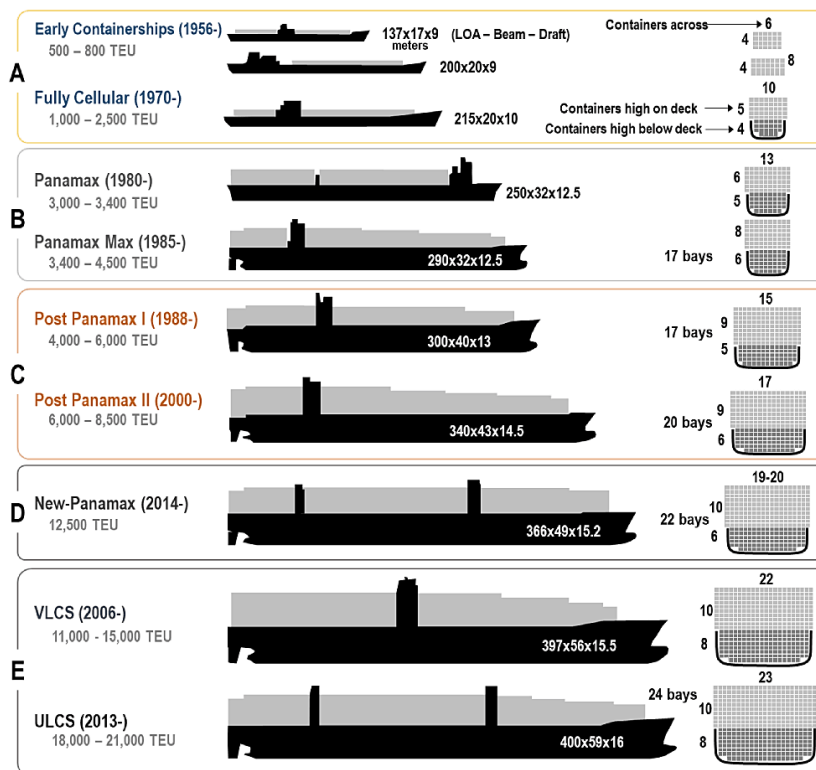 A
Early Containerships (1956-)
500 – 800 TEU
137x17x9
meters
(LOA – Beam – Draft)
Containers across
6
4
200x20x9
4
8
Fully Cellular (1970-)
1,000 – 2,500 TEU
215x20x10
10
Containers high on deck
5
Containers high below deck
4
B
Panamax (1980-)
3,000 – 3,400 TEU
250x32x12.5
13
6
5
Panamax Max (1985-)
3,400 – 4,500 TEU
290x32x12.5
17 bays
8
6
C
Post Panamax I (1988-)
4,000 – 6,000 TEU
300x40x13
17 bays
15
9
5
Post Panamax II (2000-)
6,000 – 8,500 TEU
340x43x14.5
20 bays
17
9
6
D
New-Panamax (2014-)
12,500 TEU
366x49x15.2
22 bays
19-20
10
6
E
VLCS (2006-)
11,000 - 15,000 TEU
397x56x15.5
22
10
8
ULCS (2013-)
18,000 – 21,000 TEU
400x59x16
24 bays
23
10
8